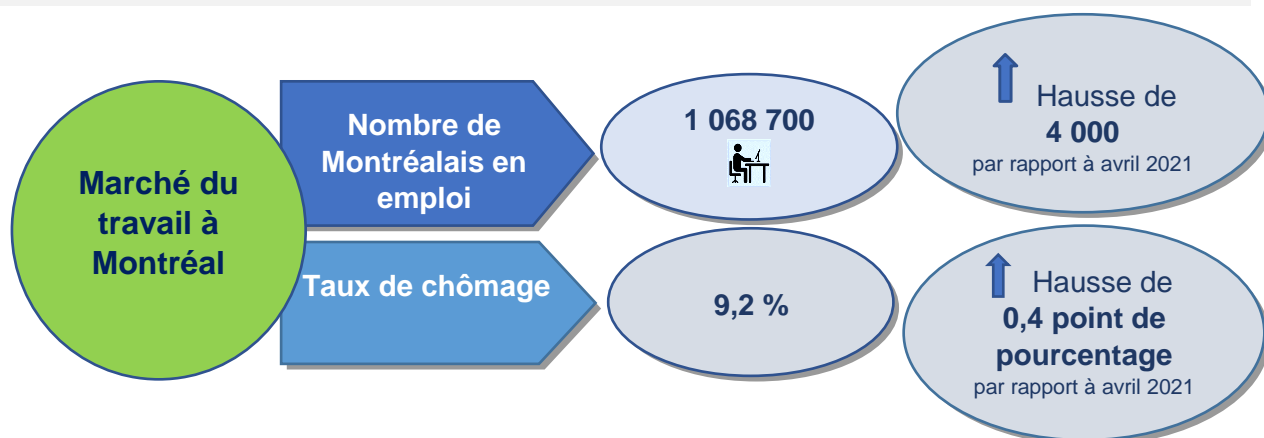 Marché du
travail à
Montréal
Nombre de
Montréalais en
emploi
1 068 700
Hausse de
4 000
par rapport à avril 2021
Taux de chômage
9,2 %
Hausse de
0,4 point de
pourcentage
par rapport à avril 2021